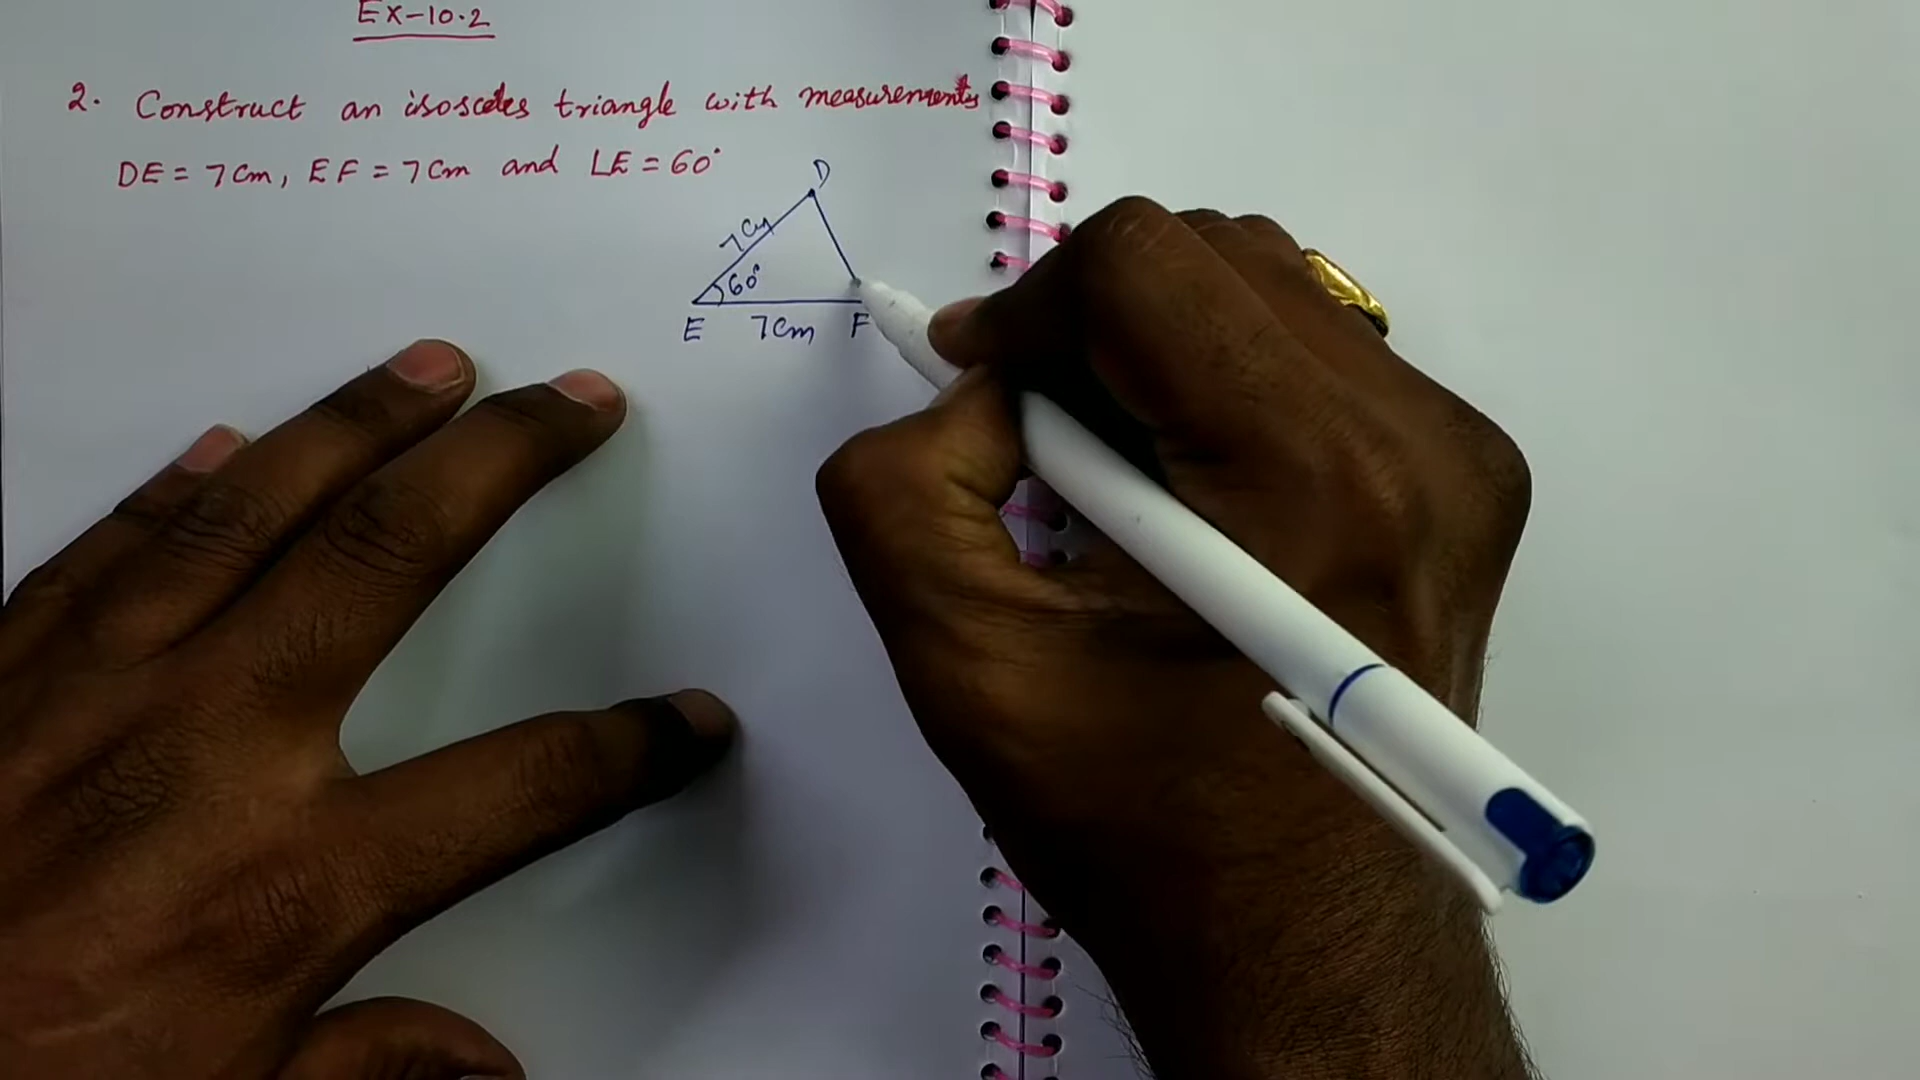 Ex-10.2
2. Construct an isosceles triangle with measurements
DE = 7cm, EF = 7cm and ∠E = 60°
D
7cm
60°
E 7cm F